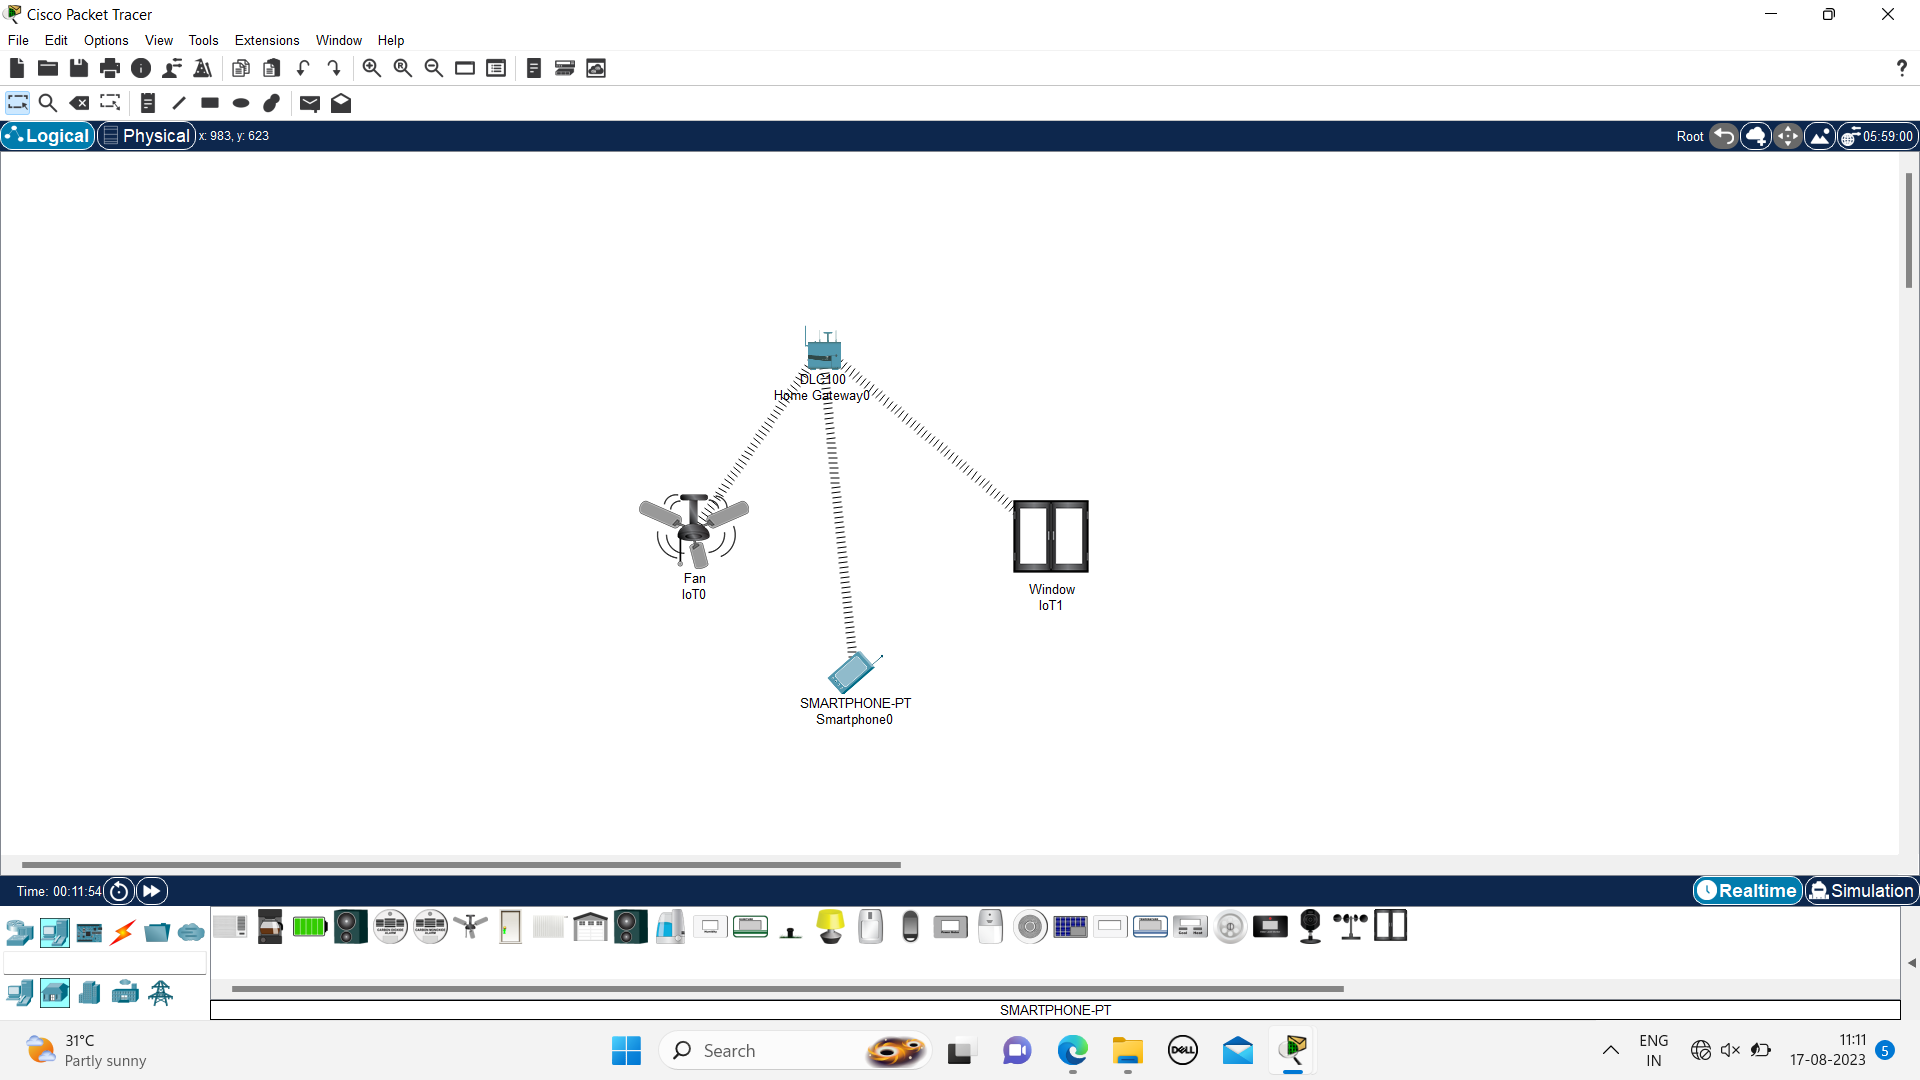 Cisco Packet Tracer
File Edit Options View Tools Extensions Window Help
?
Logical Physical x: 983, y: 623 Root 05:59:00
DLC100
Home Gateway0
Fan
IoT0
Window
IoT1
SMARTPHONE-PT
Smartphone0
Time: 00:11:54 Realtime Simulation
SMARTPHONE-PT
31°C
Partly sunny
Search
DELL
ENG
IN
11:11
17-08-2023
5